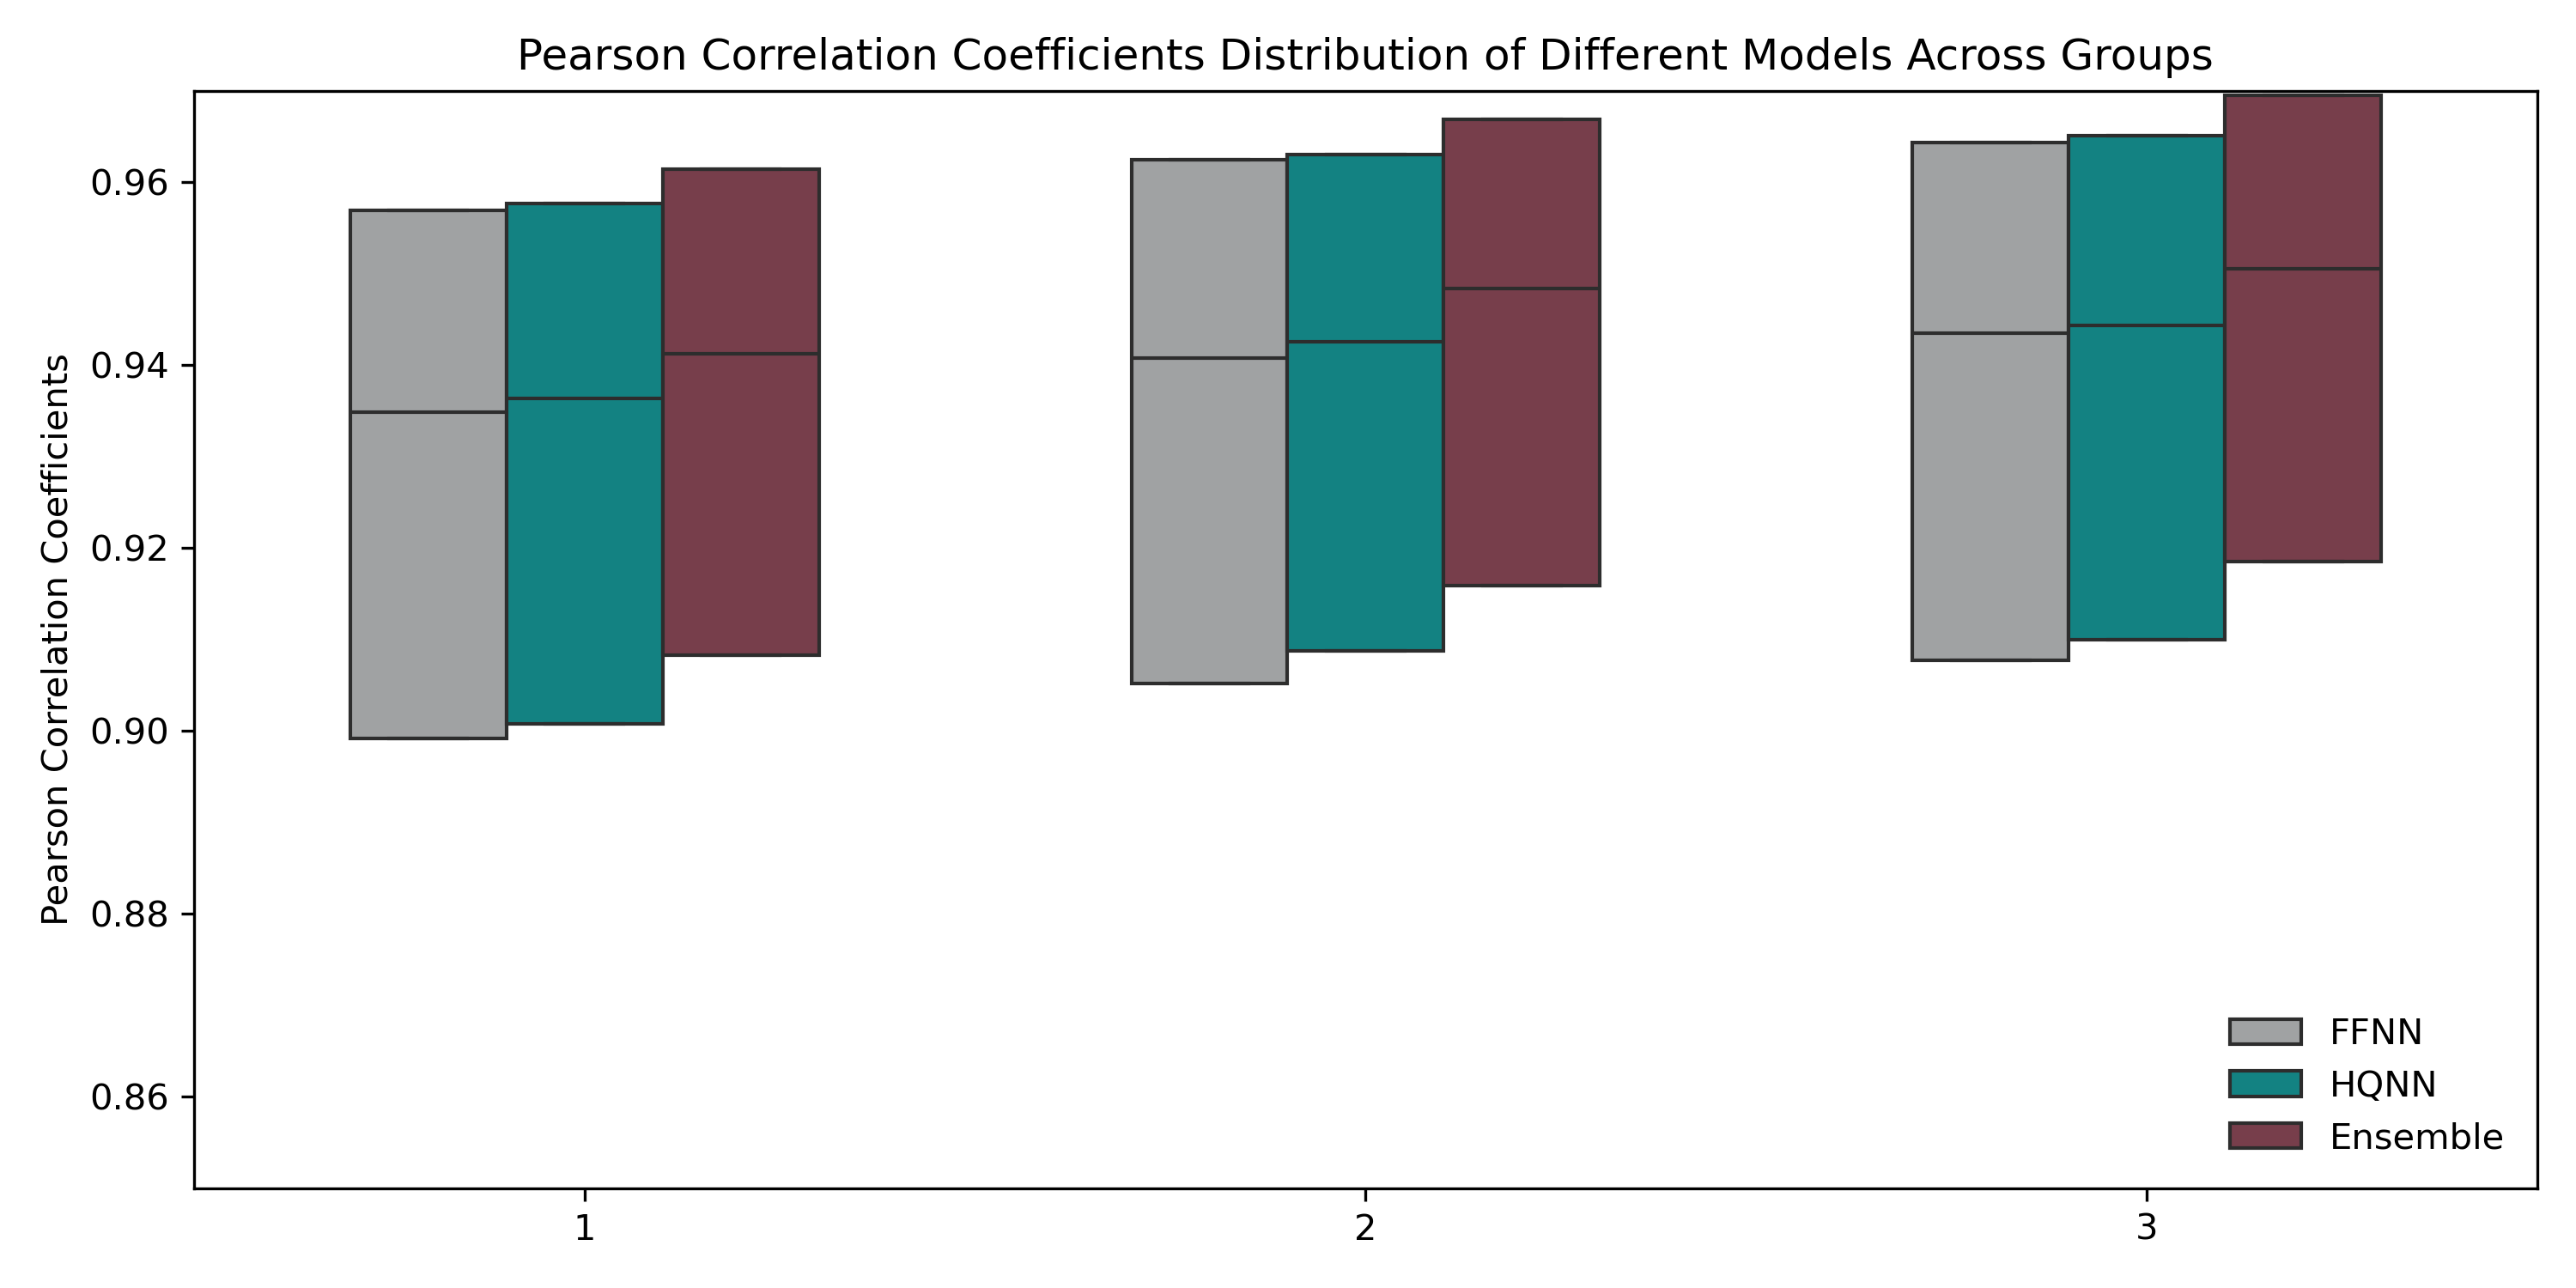 Pearson Correlation Coefficients Distribution of Different Models Across Groups
Pearson Correlation Coefficients
0.96
0.94
0.92
0.90
0.88
0.86
1
2
3
FFNN
HQNN
Ensemble